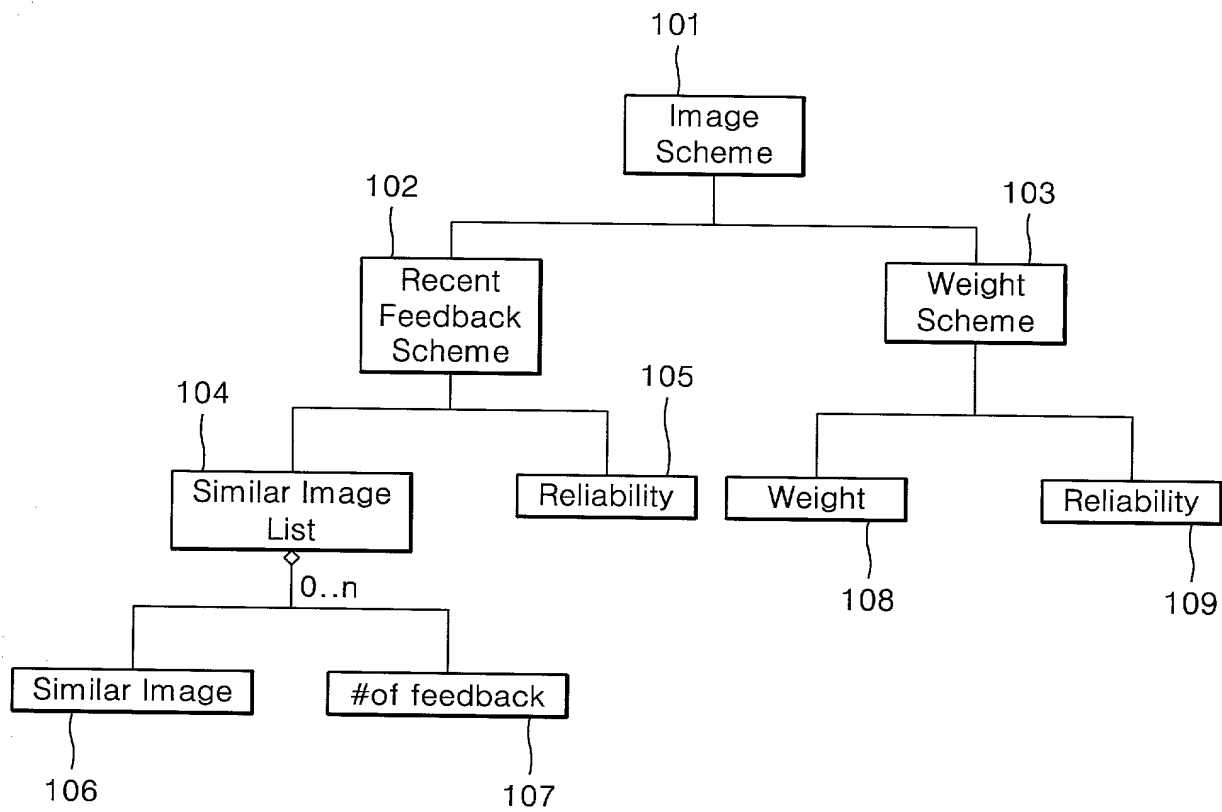 101
Image
Scheme
102
103
Recent
Feedback
Scheme
Weight
Scheme
104
105
Similar Image
List
Reliability
Weight
Reliability
0..n
108
109
Similar Image
#of feedback
106
107